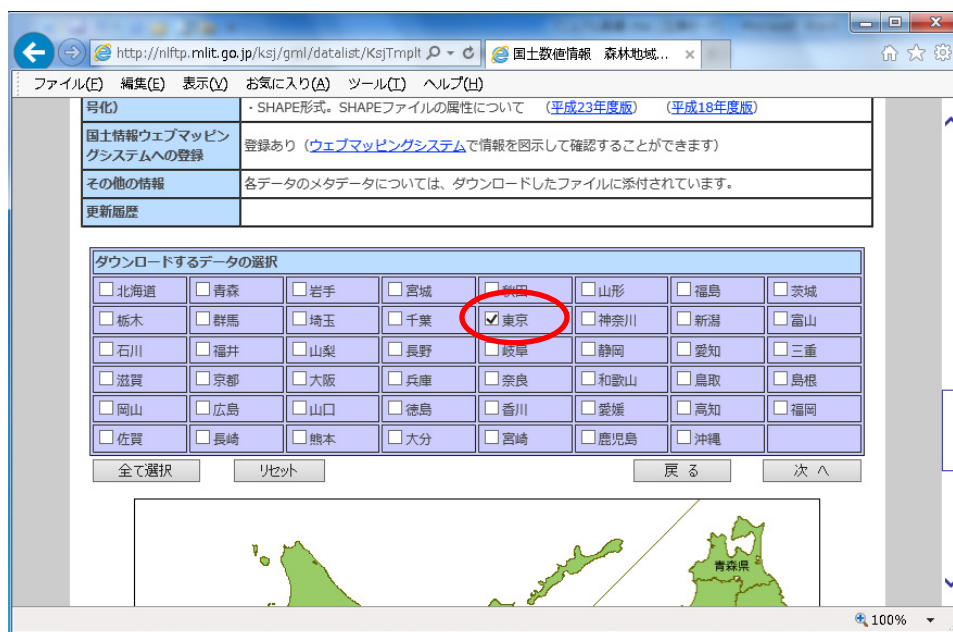 http://nlftp.mlit.go.jp/ksj/gml/datalist/KsjTmplt
国土数値情報 森林地域...
ファイル(F) 編集(E) 表示(V) お気に入り(A) ツール(T) ヘルプ(H)
号化) ・SHAPE形式。SHAPEファイルの属性について (平成23年度版) (平成18年度版)
国土情報ウェブマッピン
グシステムへの登録
登録あり(ウェブマッピングシステムで情報を図示して確認することができます)
その他の情報 各データのメタデータについては、ダウンロードしたファイルに添付されています。
更新履歴
ダウンロードするデータの選択
北海道 青森 岩手 宮城 秋田 山形 福島 茨城
栃木 群馬 埼玉 千葉 東京 神奈川 新潟 富山
石川 福井 山梨 長野 岐阜 静岡 愛知 三重
滋賀 京都 大阪 兵庫 奈良 和歌山 鳥取 島根
岡山 広島 山口 徳島 香川 愛媛 高知 福岡
佐賀 長崎 熊本 大分 宮崎 鹿児島 沖縄
全て選択 リセット 戻る 次へ
青森県
100%